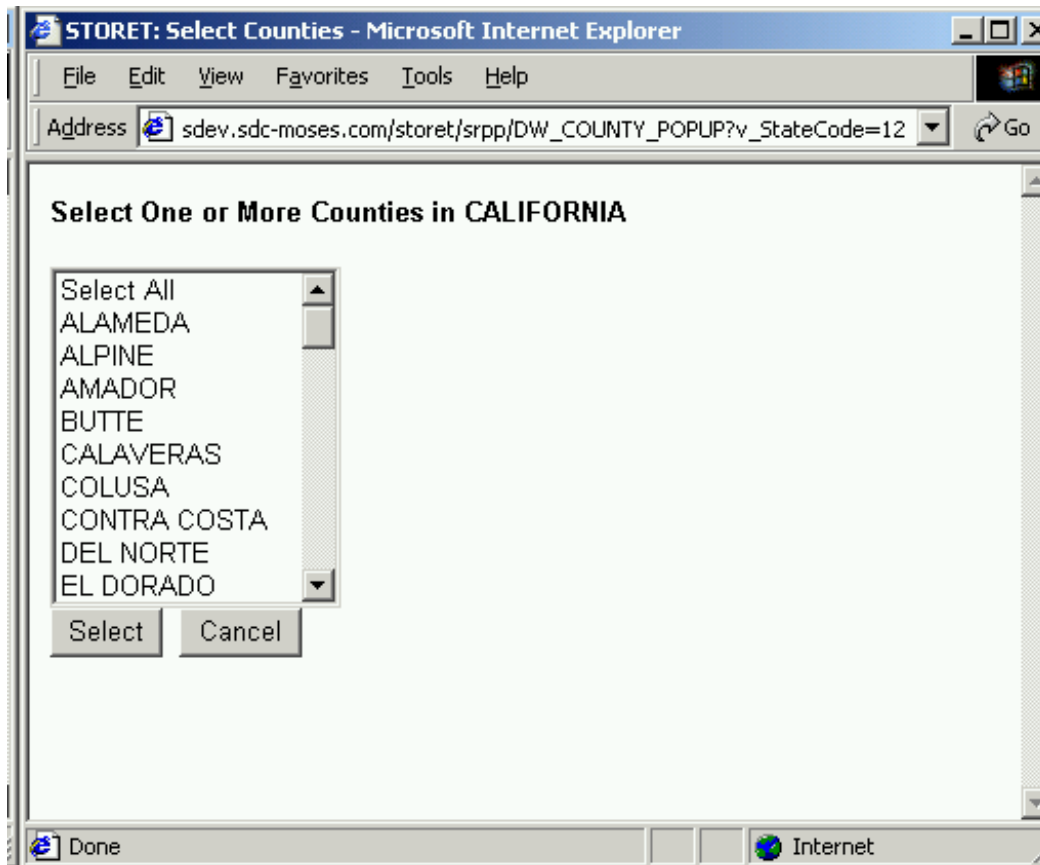 STORET: Select Counties - Microsoft Internet Explorer
File Edit View Favorites Tools Help
Address sdev.sdc-moses.com/storet/srpp/DW_COUNTY_POPUP?v_StateCode=12 Go
Select One or More Counties in CALIFORNIA
Select All
ALAMEDA
ALPINE
AMADOR
BUTTE
CALAVERAS
COLUSA
CONTRA COSTA
DEL NORTE
EL DORADO
Select Cancel
Done Internet